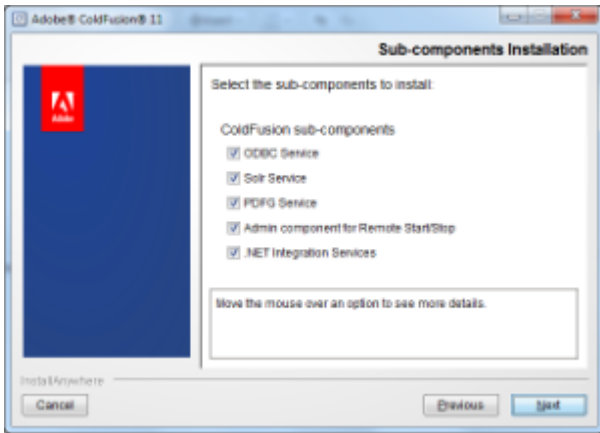 Adobe® ColdFusion® 11
Sub-components Installation
Adobe
Select the sub-components to install:
ColdFusion sub-components
ODBC Service
Solr Service
PDFG Service
Admin component for Remote Start/Stop
.NET Integration Services
Move the mouse over an option to see more details.
InstallAnywhere
Cancel
Previous
Next